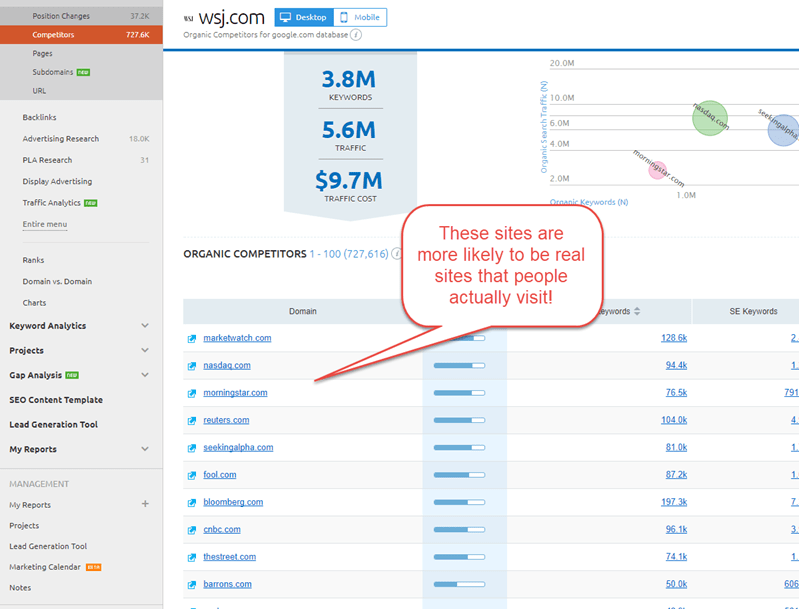 Position Changes 37.2K
Competitors 727.6K
Pages
Subdomains new
URL
Backlinks
Advertising Research 18.0K
PLA Research 31
Display Advertising
Traffic Analytics new
Entire menu
Ranks
Domain vs. Domain
Charts
Keyword Analytics
Projects
Gap Analysis new
SEO Content Template
Lead Generation Tool
My Reports
MANAGEMENT
My Reports +
Projects
Lead Generation Tool
Marketing Calendar BETA
Notes
WSJ wsj.com Desktop Mobile
Organic Competitors for google.com database i
3.8M
KEYWORDS
5.6M
TRAFFIC
$9.7M
TRAFFIC COST
Organic Search Traffic (N)
20.0M
10.0M
6.0M
4.0M
2.0M
nasdaq.com
seekingalpha.
morningstar.com
Organic Keywords (N)
1.0M
ORGANIC COMPETITORS 1 - 100 (727,616) i
These sites are
more likely to be real
sites that people
actually visit!
Domain eywords SE Keywords
marketwatch.com 128.6k 2.
nasdaq.com 94.4k 1.
morningstar.com 76.5k 791
reuters.com 104.0k 4.
seekingalpha.com 81.0k 1.
fool.com 87.2k 1.
bloomberg.com 197.3k 7.
cnbc.com 96.1k 3.
thestreet.com 74.1k 1.
barrons.com 50.0k 606